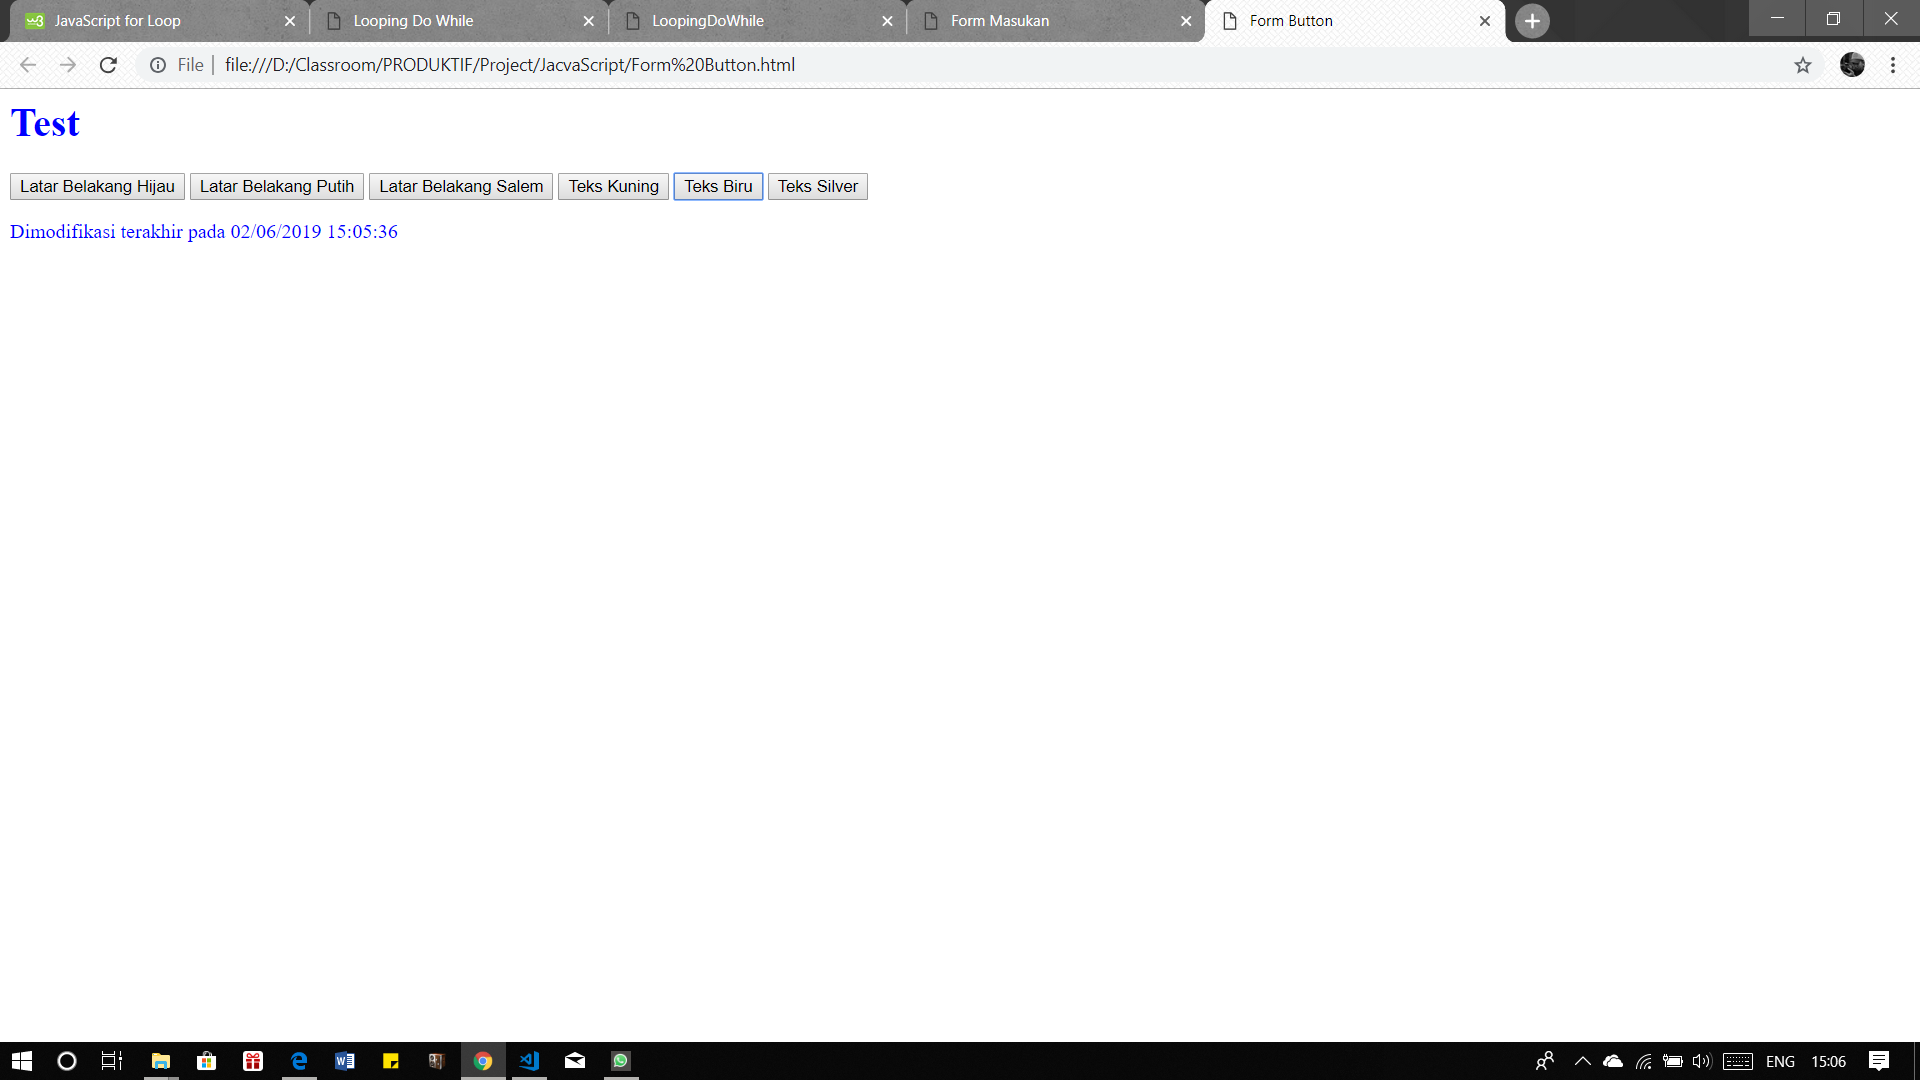 JavaScript for Loop
Looping Do While
LoopingDoWhile
Form Masukan
Form Button
File
file:///D:/Classroom/PRODUKTIF/Project/JacvaScript/Form%20Button.html
Test
Latar Belakang Hijau
Latar Belakang Putih
Latar Belakang Salem
Teks Kuning
Teks Biru
Teks Silver
Dimodifikasi terakhir pada 02/06/2019 15:05:36
ENG
15:06